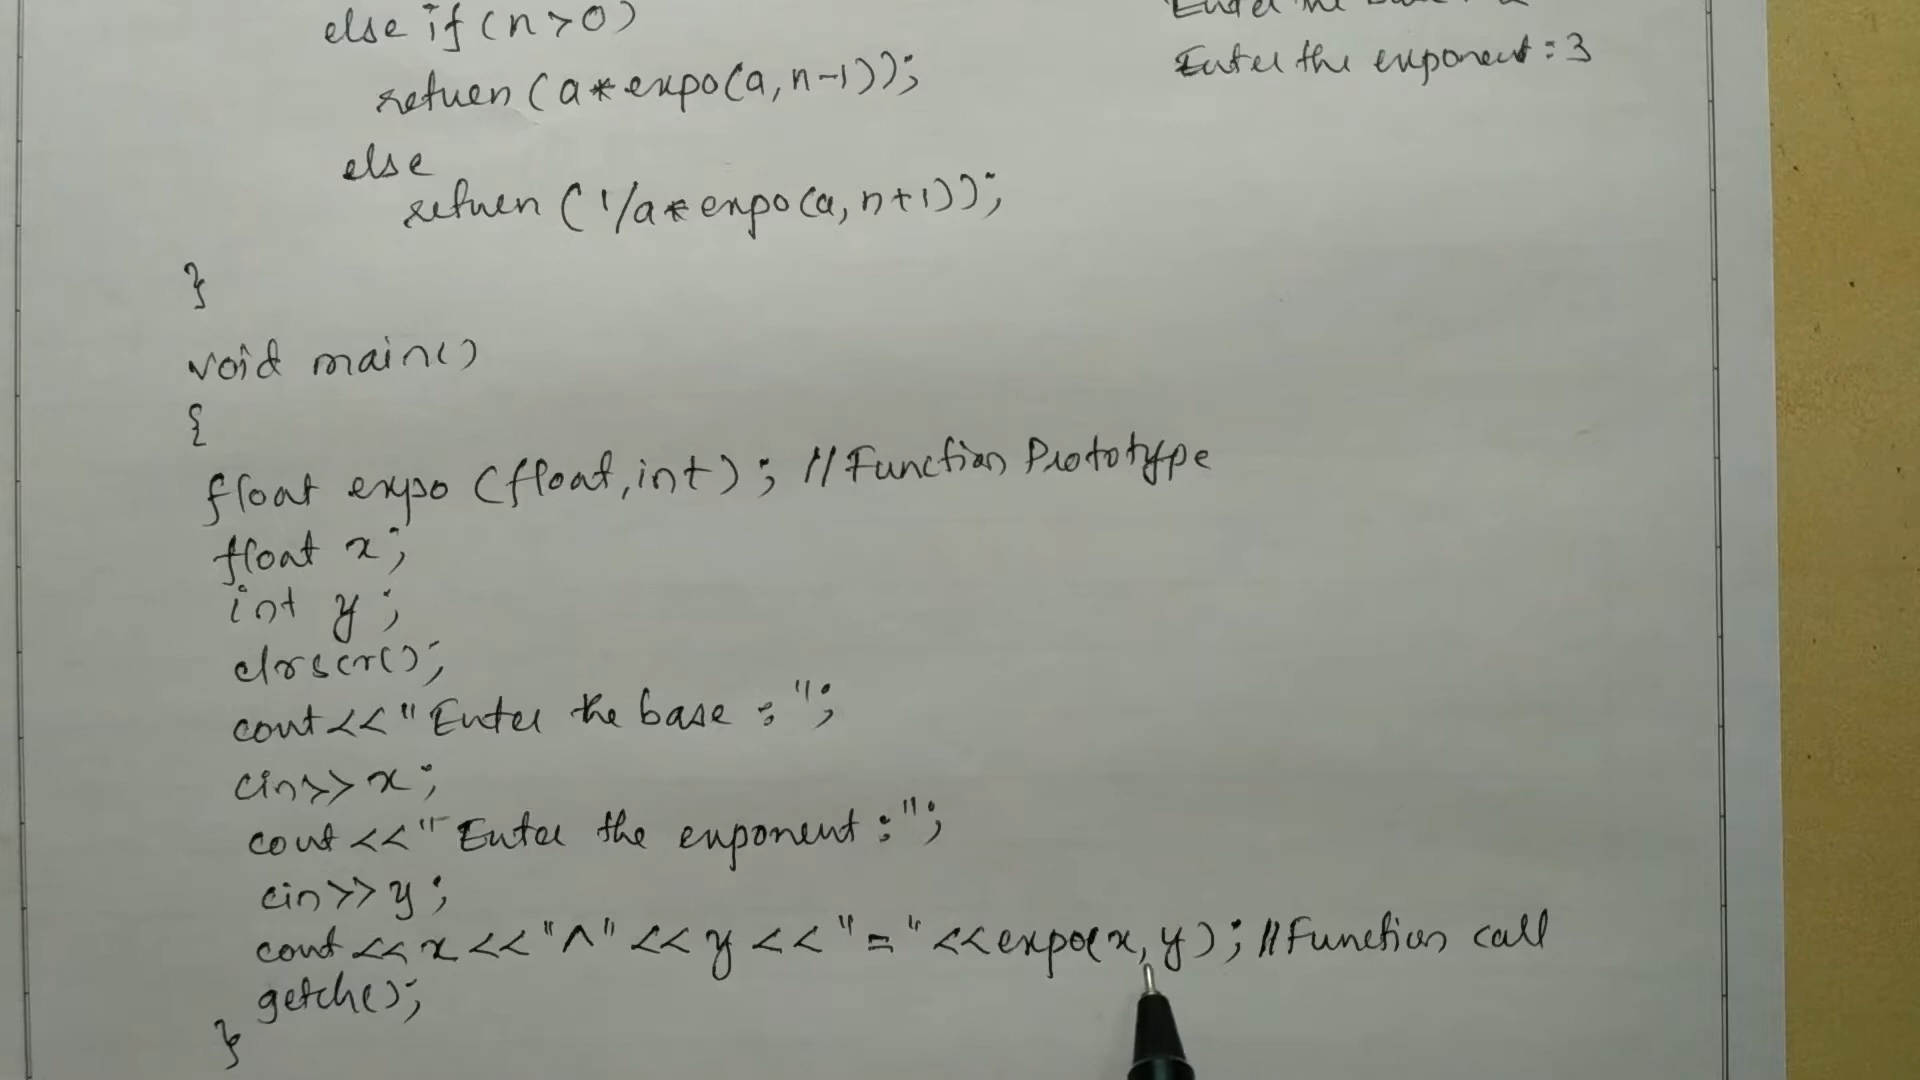 else if (n>0)
return (a*expo(a, n-1));
else
return (1/a*expo(a, n+1));
}
void main()
{
float expo (float, int); //Function Prototype
float x;
int y;
clrscr();
cout<<"Enter the base : ";
cin>>x;
cout<<"Enter the exponent : ";
cin>>y;
cout<<x<<"^"<<y<<"="<<expo(x, y); //Function call
getch();
}
Enter the
Enter the exponent : 3